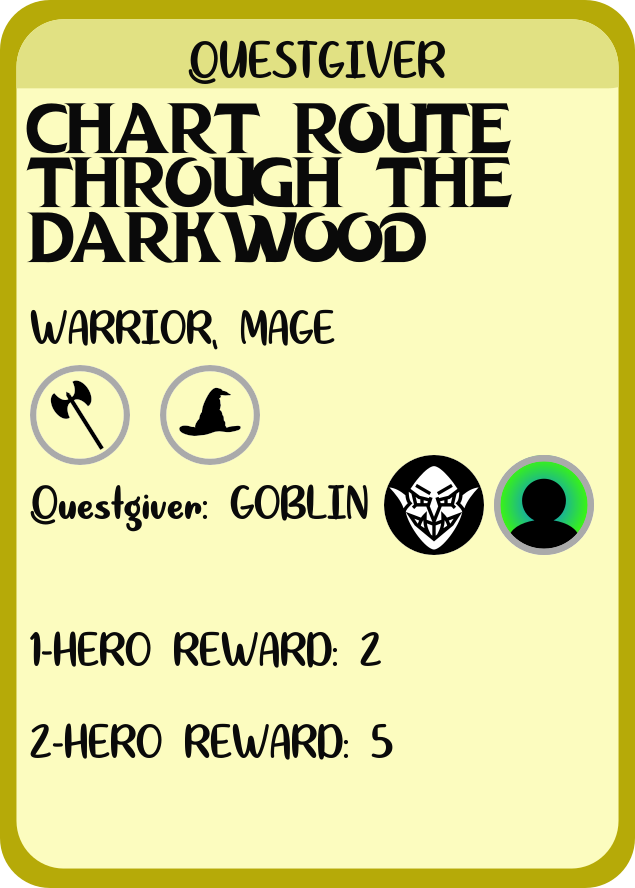 QUESTGIVER
CHART ROUTE
THROUGH THE
DARKWOOD
WARRIOR, MAGE
Questgiver: GOBLIN
1-HERO REWARD: 2
2-HERO REWARD: 5